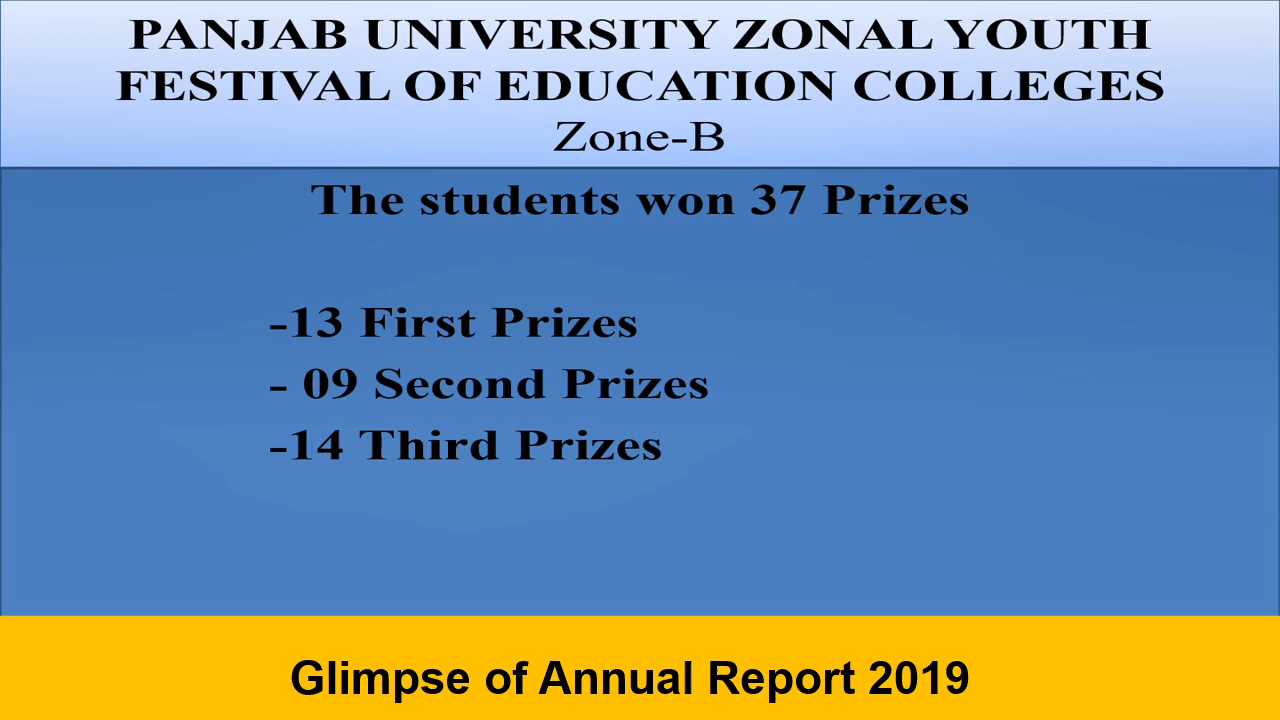 PANJAB UNIVERSITY ZONAL YOUTH
FESTIVAL OF EDUCATION COLLEGES
Zone-B
The students won 37 Prizes
-13 First Prizes
- 09 Second Prizes
-14 Third Prizes
Glimpse of Annual Report 2019